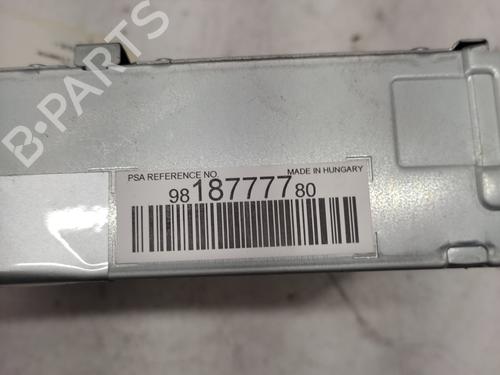 B-PARTS
PSA REFERENCE NO. MADE IN HUNGARY
9818777780